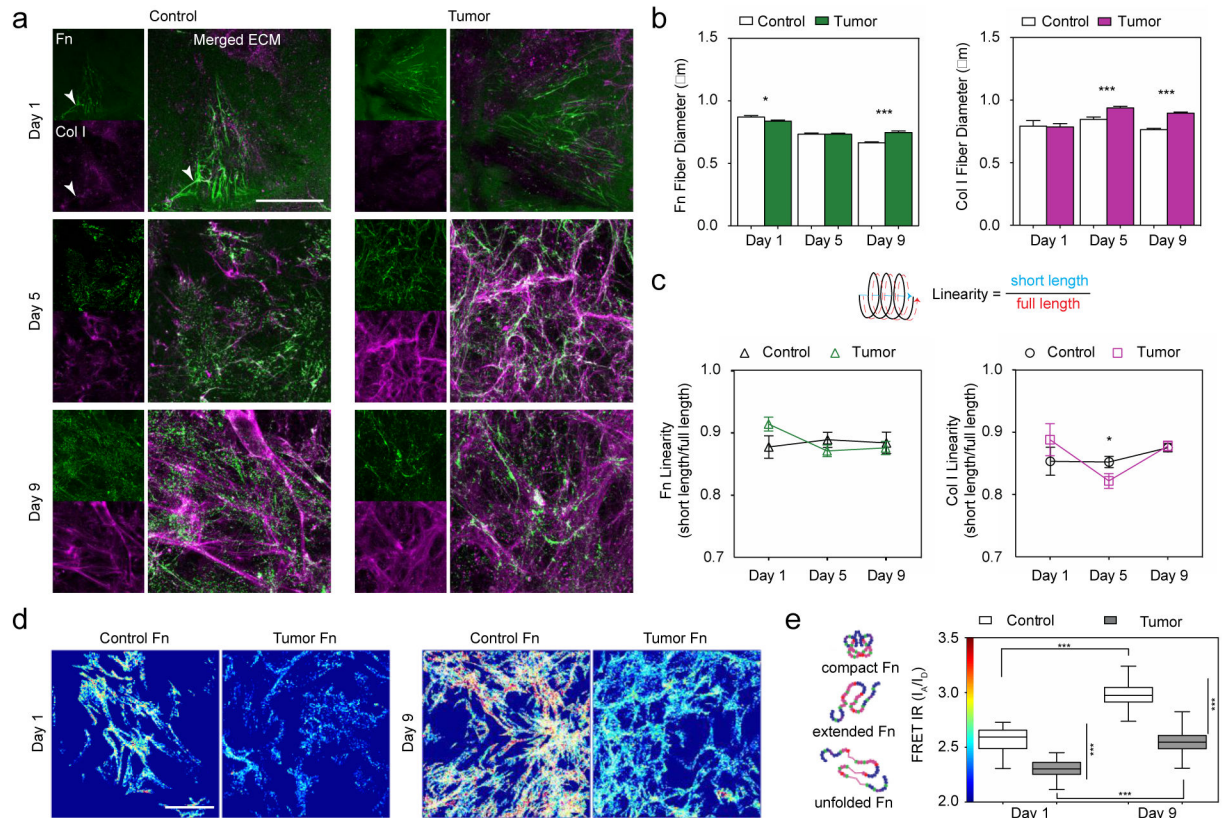 a
Control
Tumor
Fn
Merged ECM
Day 1
Col I
Day 5
Day 9
b
Control Tumor
Fn Fiber Diameter (□m)
1.5
1.0
0.5
0.0
*
***
Day 1 Day 5 Day 9
Control Tumor
Col I Fiber Diameter (□m)
1.5
1.0
0.5
0.0
***
***
Day 1 Day 5 Day 9
c
Linearity =
short length
full length
Control Tumor
Fn Linearity
(short length/full length)
1.0
0.9
0.8
0.7
Day 1 Day 5 Day 9
Control Tumor
Col I Linearity
(short length/full length)
1.0
0.9
0.8
0.7
*
Day 1 Day 5 Day 9
d
Control Fn
Tumor Fn
Control Fn
Tumor Fn
Day 1
Day 9
e
compact Fn
extended Fn
unfolded Fn
Control Tumor
FRET IR (IA/ID)
3.5
3.0
2.5
2.0
***
***
***
***
Day 1 Day 9